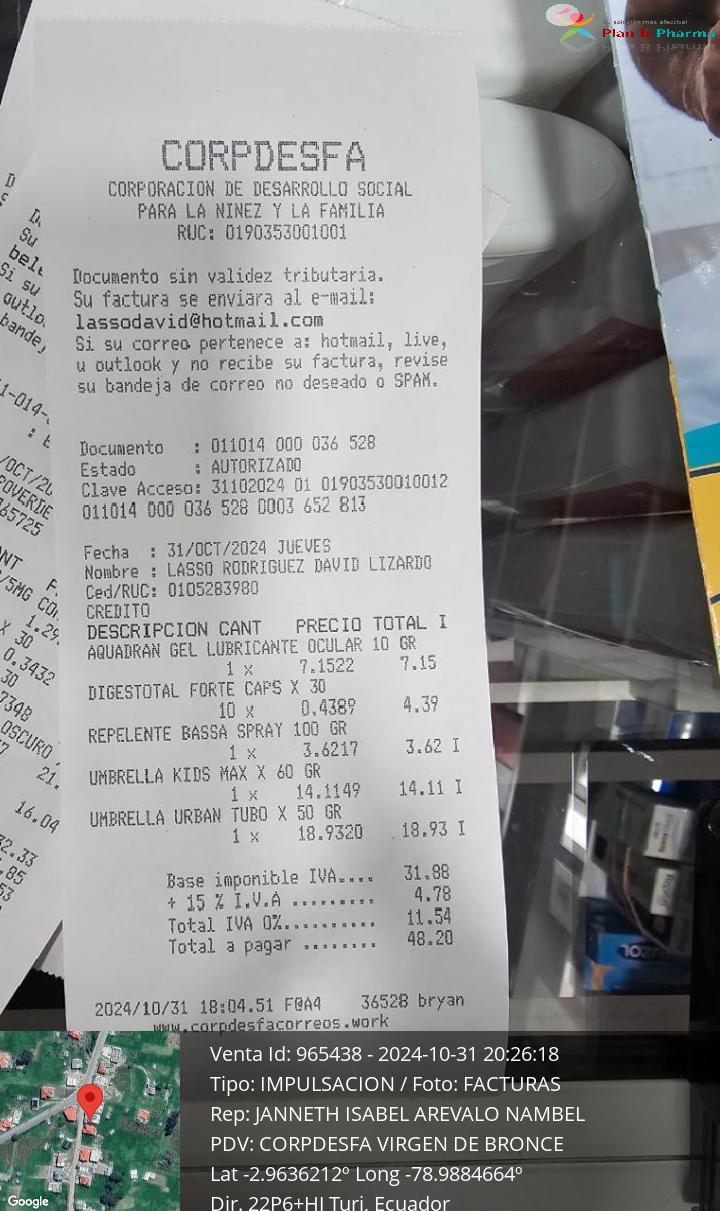 Su solución más efectiva!
Plan B Pharma
CORPDESFA
CORPORACION DE DESARROLLO SOCIAL
PARA LA NINEZ Y LA FAMILIA
RUC: 0190353001001
Documento sin validez tributaria.
Su factura se enviara al e-mail:
lassodavid@hotmail.com
Si su correo pertenece a: hotmail, live,
u outlook y no recibe su factura, revise
su bandeja de correo no deseado o SPAM.
Documento : 011014 000 036 528
Estado : AUTORIZADO
Clave Acceso: 31102024 01 01903530010012
011014 000 036 528 0003 652 813
Fecha : 31/OCT/2024 JUEVES
Nombre : LASSO RODRIGUEZ DAVID LIZARDO
Ced/RUC: 0105283980
CREDITO
DESCRIPCION CANT PRECIO TOTAL I
AQUADRAN GEL LUBRICANTE OCULAR 10 GR
1 x 7.1522 7.15
DIGESTOTAL FORTE CAPS X 30
10 x 0.4389 4.39
REPELENTE BASSA SPRAY 100 GR
1 x 3.6217 3.62 I
UMBRELLA KIDS MAX X 60 GR
1 x 14.1149 14.11 I
UMBRELLA URBAN TUBO X 50 GR
1 x 18.9320 18.93 I
Base imponible IVA.... 31.88
+ 15 % I.V.A ......... 4.78
Total IVA 0%.......... 11.54
Total a pagar ........ 48.20
2024/10/31 18:04.51 F@A4 36528 bryan
www.corpdesfacorreos.work
Venta Id: 965438 - 2024-10-31 20:26:18
Tipo: IMPULSACION / Foto: FACTURAS
Rep: JANNETH ISABEL AREVALO NAMBEL
PDV: CORPDESFA VIRGEN DE BRONCE
Lat -2.9636212º Long -78.9884664º
Dir. 22P6+HJ Turi, Ecuador
Google